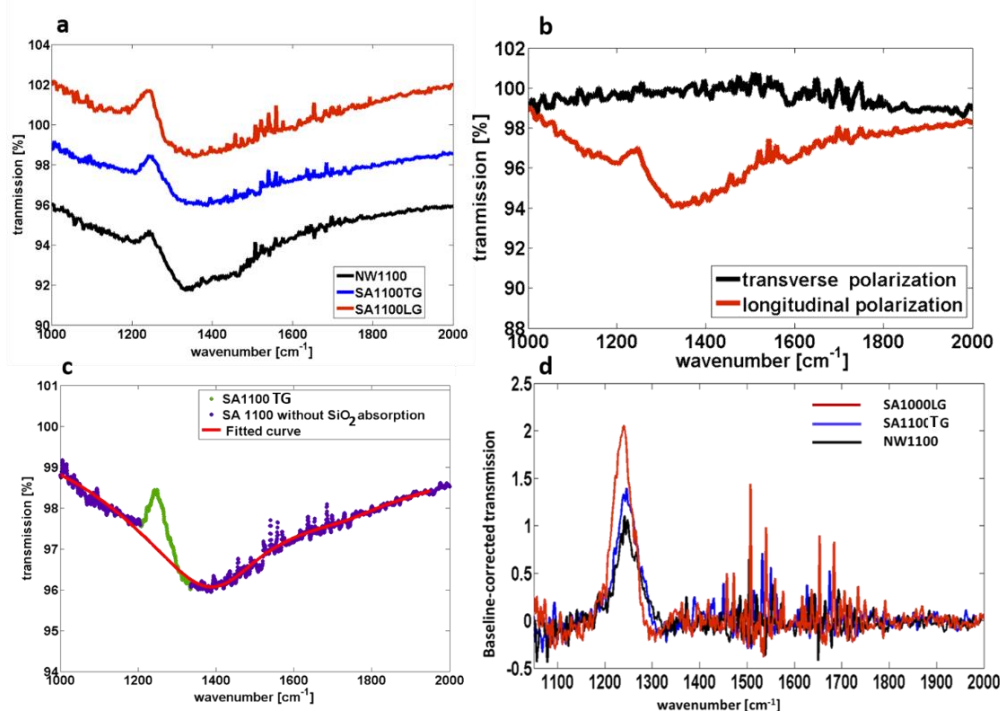 a
104
102
100
98
96
94
92
90
tranmission [%]
NW1100
SA1100TG
SA1100LG
1000 1200 1400 1600 1800 2000
wavenumber [cm-1]
b
102
100
98
96
94
92
90
88
tranmission [%]
transverse polarization
longitudinal polarization
1000 1200 1400 1600 1800 2000
wavenumber [cm-1]
c
101
100
99
98
97
96
95
94
transmission [%]
SA1100 TG
SA 1100 without SiO2 absorption
Fitted curve
1000 1200 1400 1600 1800 2000
wavenumber [cm-1]
d
2.5
2
1.5
1
0.5
0
-0.5
Baseline-corrected transmission
SA1000LG
SA1100TG
NW1100
1100 1200 1300 1400 1500 1600 1700 1800 1900 2000
wavenumber [cm-1]